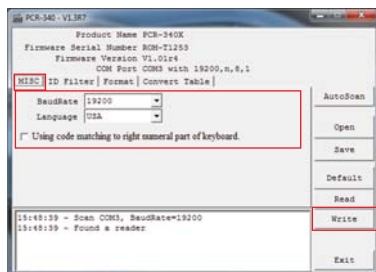 PCR-340 - V1.3R7
Product Name PCR-340K
Firmware Serial Number ROM-T1253
Firmware Version V1.01r4
COM Port COM3 with 19200,n,8,1
MISC ID Filter Format Convert Table
BaudRate 19200
Language USA
Using code matching to right numeral part of keyboard.
AutoScan
Open
Save
Default
Read
Write
Exit
15:48:39 - Scan COM3, BaudRate=19200
15:48:39 - Found a reader